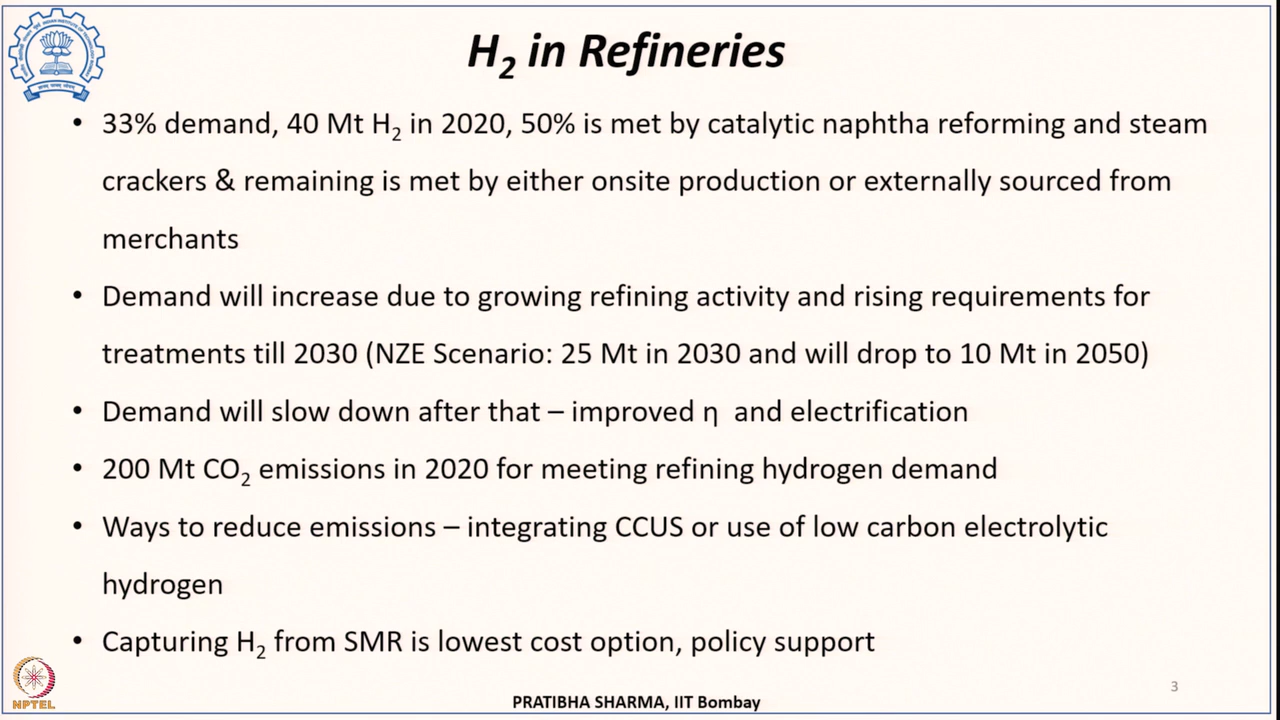 H₂ in Refineries
• 33% demand, 40 Mt H₂ in 2020, 50% is met by catalytic naphtha reforming and steam
crackers & remaining is met by either onsite production or externally sourced from
merchants
• Demand will increase due to growing refining activity and rising requirements for
treatments till 2030 (NZE Scenario: 25 Mt in 2030 and will drop to 10 Mt in 2050)
• Demand will slow down after that – improved η and electrification
• 200 Mt CO₂ emissions in 2020 for meeting refining hydrogen demand
• Ways to reduce emissions – integrating CCUS or use of low carbon electrolytic
hydrogen
• Capturing H₂ from SMR is lowest cost option, policy support
3
NPTEL
PRATIBHA SHARMA, IIT Bombay